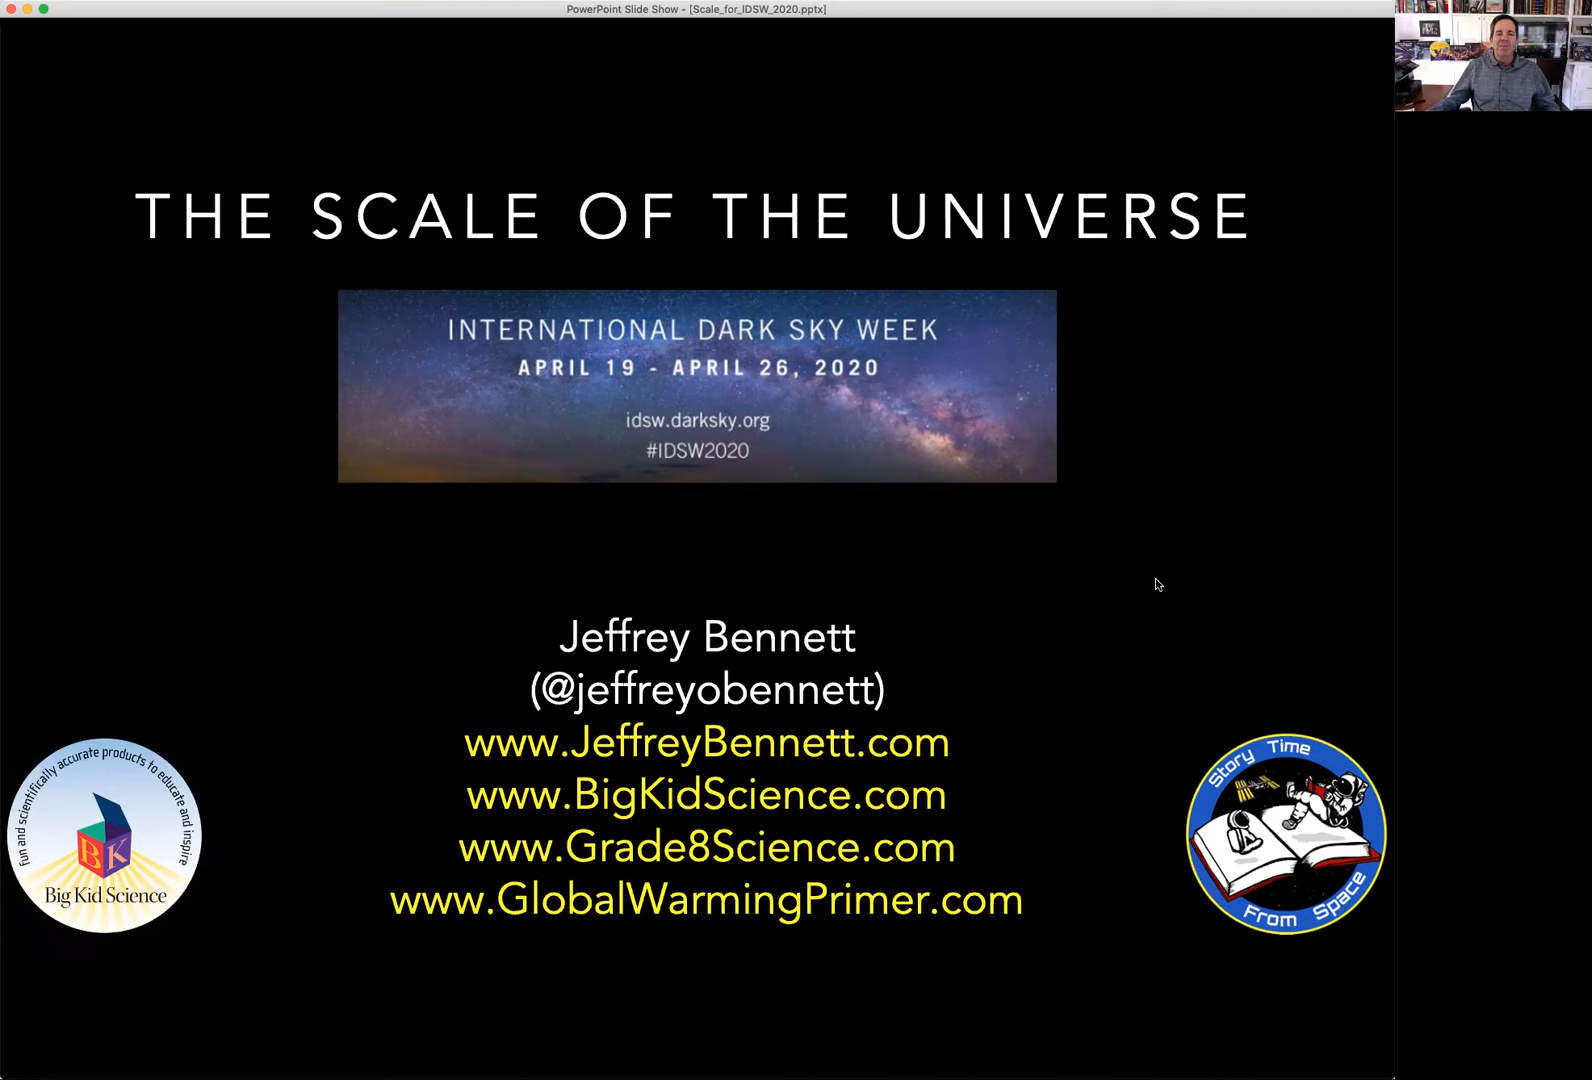 PowerPoint Slide Show - [Scale_for_IDSW_2020.pptx]
THE SCALE OF THE UNIVERSE
INTERNATIONAL DARK SKY WEEK
APRIL 19 - APRIL 26, 2020
idsw.darksky.org
#IDSW2020
Jeffrey Bennett
(@jeffreyobennett)
www.JeffreyBennett.com
www.BigKidScience.com
www.Grade8Science.com
www.GlobalWarmingPrimer.com
fun and scientifically accurate products to educate and inspire
BK
Big Kid Science
Story Time
From Space